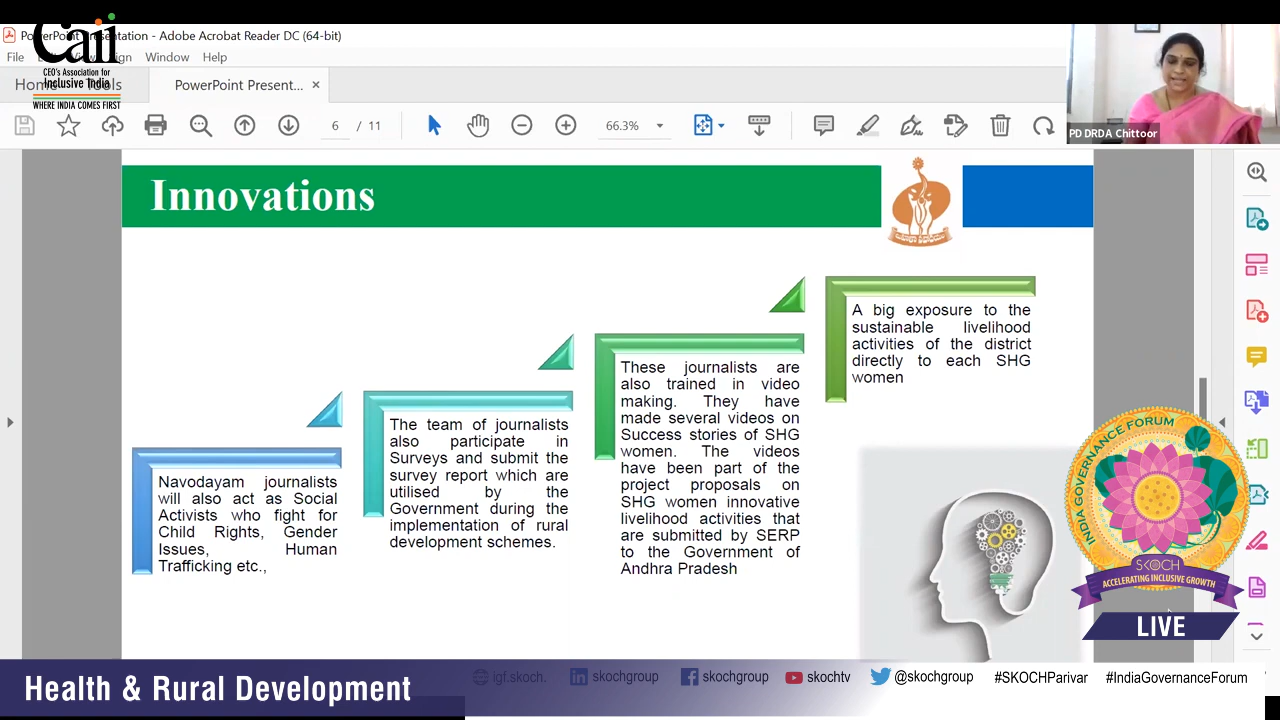 PowerPoint Presentation - Adobe Acrobat Reader DC (64-bit)
Window Help
Caii
CEO's Association for
Inclusive India
WHERE INDIA COMES FIRST
Home Tools PowerPoint Present... ×
6 / 11 66.3%
PD DRDA Chittoor
Innovations
A big exposure to the
sustainable livelihood
activities of the district
directly to each SHG
women
These journalists are
also trained in video
making. They have
made several videos on
Success stories of SHG
women. The videos
have been part of the
project proposals on
SHG women innovative
livelihood activities that
are submitted by SERP
to the Government of
Andhra Pradesh
The team of journalists
also participate in
Surveys and submit the
survey report which are
utilised by the
Government during the
implementation of rural
development schemes.
Navodayam journalists
will also act as Social
Activists who fight for
Child Rights, Gender
Issues, Human
Trafficking etc.,
INDIA GOVERNANCE FORUM
SKOCH
ACCELERATING INCLUSIVE GROWTH
LIVE
Health & Rural Development
igf.skoch. skochgroup skochgroup skochtv @skochgroup #SKOCHParivar #IndiaGovernanceForum